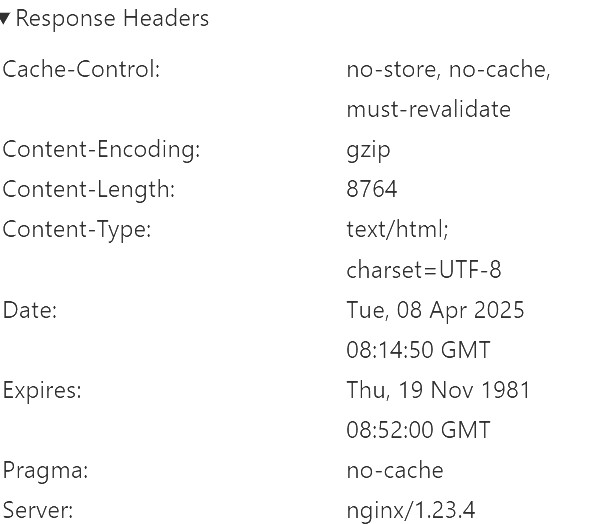 Response Headers
Cache-Control: no-store, no-cache,
must-revalidate
Content-Encoding: gzip
Content-Length: 8764
Content-Type: text/html;
charset=UTF-8
Date: Tue, 08 Apr 2025
08:14:50 GMT
Expires: Thu, 19 Nov 1981
08:52:00 GMT
Pragma: no-cache
Server: nginx/1.23.4